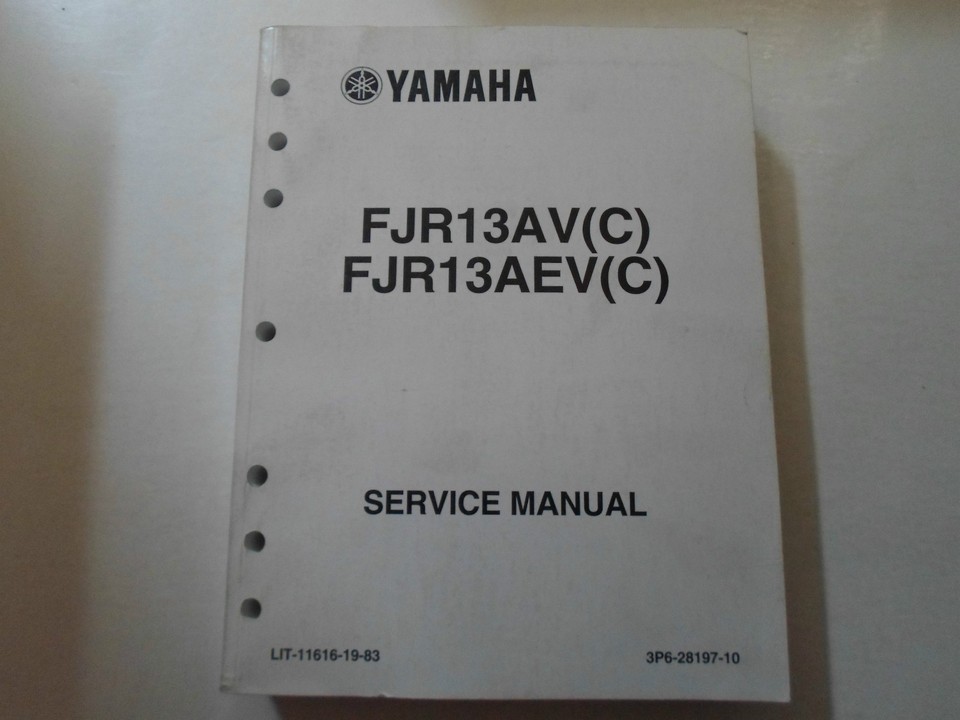 YAMAHA
FJR13AV(C)
FJR13AEV(C)
SERVICE MANUAL
LIT-11616-19-83
3P6-28197-10